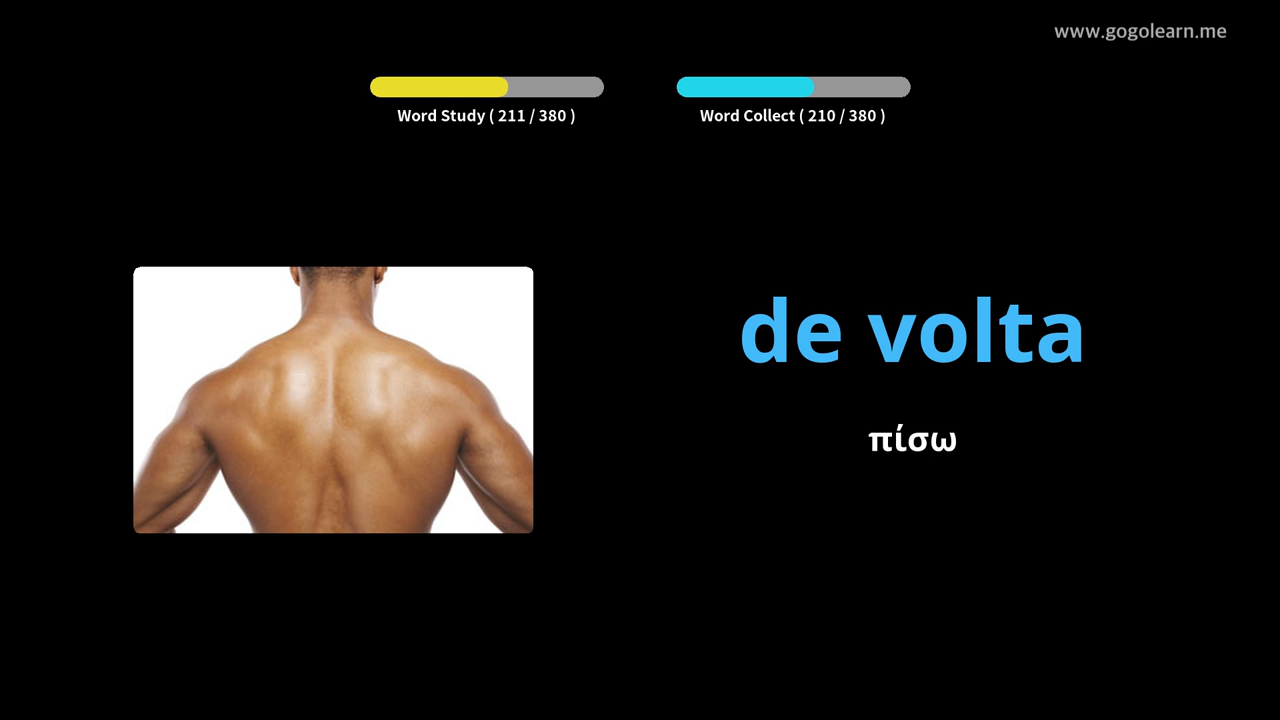 www.gogolearn.me
Word Study ( 211 / 380 )
Word Collect ( 210 / 380 )
de volta
πίσω